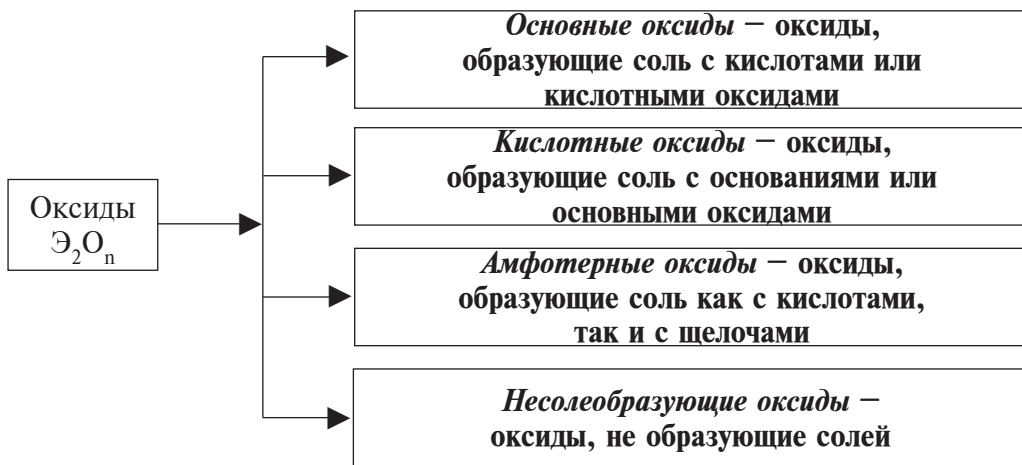 Основные оксиды – оксиды,
образующие соль с кислотами или
кислотными оксидами
Кислотные оксиды – оксиды,
образующие соль с основаниями или
основными оксидами
Оксиды
Э₂Oₙ
Амфотерные оксиды – оксиды,
образующие соль как с кислотами,
так и с щелочами
Несолеобразующие оксиды –
оксиды, не образующие солей